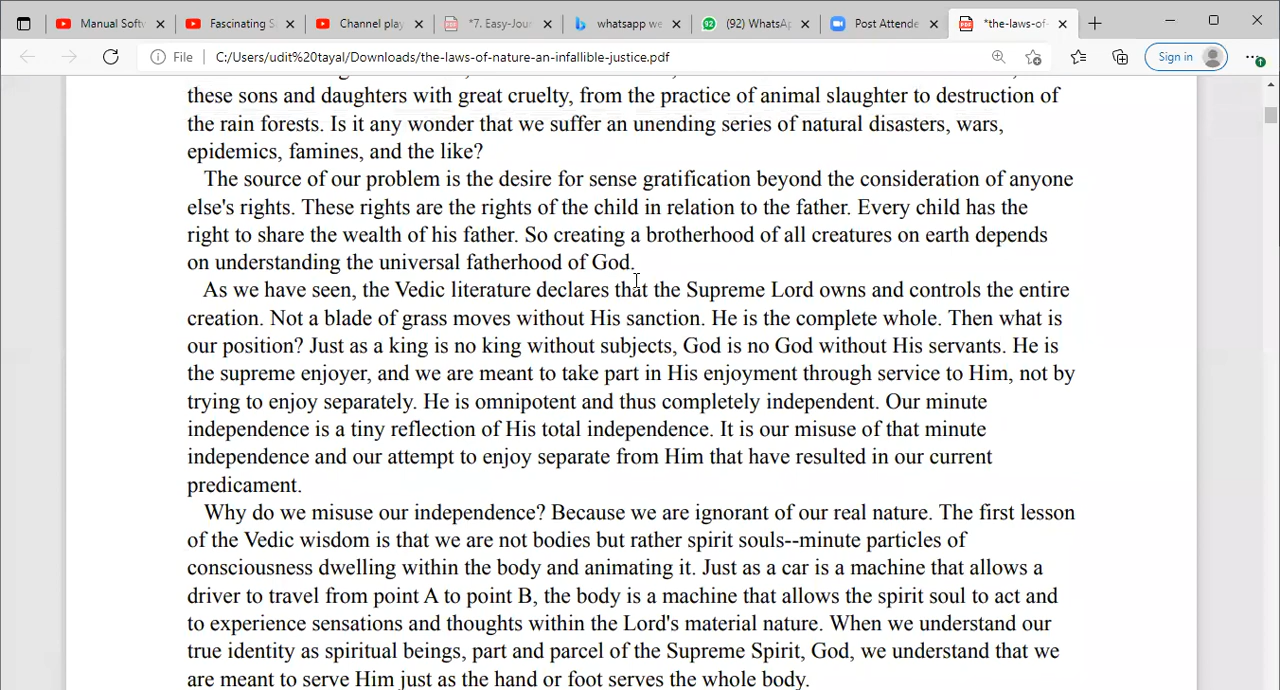 Manual Softw
Fascinating S
Channel play
*7. Easy-Jour
whatsapp we
(92) WhatsAp
Post Attende
*the-laws-of-
File
C:/Users/udit%20tayal/Downloads/the-laws-of-nature-an-infallible-justice.pdf
Sign in
these sons and daughters with great cruelty, from the practice of animal slaughter to destruction of
the rain forests. Is it any wonder that we suffer an unending series of natural disasters, wars,
epidemics, famines, and the like?
The source of our problem is the desire for sense gratification beyond the consideration of anyone
else's rights. These rights are the rights of the child in relation to the father. Every child has the
right to share the wealth of his father. So creating a brotherhood of all creatures on earth depends
on understanding the universal fatherhood of God.
As we have seen, the Vedic literature declares that the Supreme Lord owns and controls the entire
creation. Not a blade of grass moves without His sanction. He is the complete whole. Then what is
our position? Just as a king is no king without subjects, God is no God without His servants. He is
the supreme enjoyer, and we are meant to take part in His enjoyment through service to Him, not by
trying to enjoy separately. He is omnipotent and thus completely independent. Our minute
independence is a tiny reflection of His total independence. It is our misuse of that minute
independence and our attempt to enjoy separate from Him that have resulted in our current
predicament.
Why do we misuse our independence? Because we are ignorant of our real nature. The first lesson
of the Vedic wisdom is that we are not bodies but rather spirit souls--minute particles of
consciousness dwelling within the body and animating it. Just as a car is a machine that allows a
driver to travel from point A to point B, the body is a machine that allows the spirit soul to act and
to experience sensations and thoughts within the Lord's material nature. When we understand our
true identity as spiritual beings, part and parcel of the Supreme Spirit, God, we understand that we
are meant to serve Him just as the hand or foot serves the whole body.